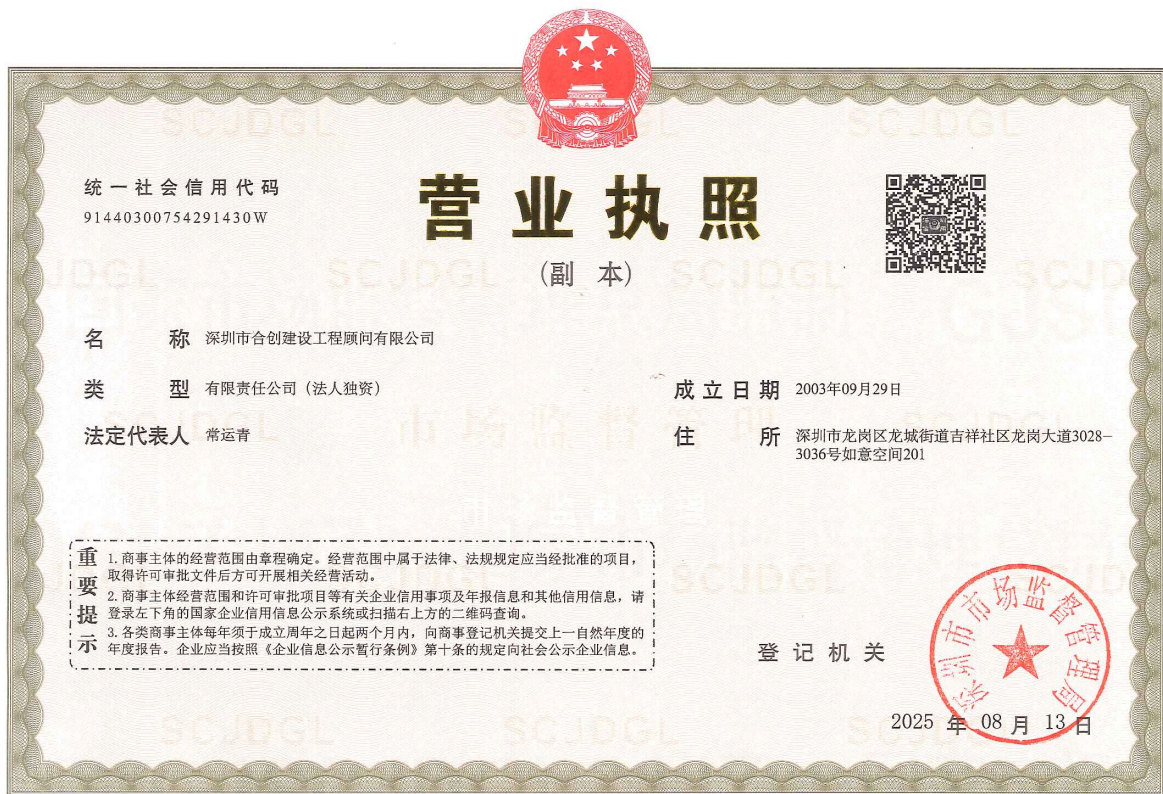 统一社会信用代码
91440300754291430W
营业执照
(副 本)
名 称 深圳市合创建设工程顾问有限公司
类 型 有限责任公司(法人独资)
法定代表人 常运青
成立日期 2003年09月29日
住 所 深圳市龙岗区龙城街道吉祥社区龙岗大道3028-
3036号如意空间201
重要提示
1. 商事主体的经营范围由章程确定。经营范围中属于法律、法规规定应当经批准的项目,
取得许可审批文件后方可开展相关经营活动。
2. 商事主体经营范围和许可审批项目等有关企业信用事项及年报信息和其他信用信息,请
登录左下角的国家企业信用信息公示系统或扫描右上方的二维码查询。
3. 各类商事主体每年须于成立周年之日起两个月内,向商事登记机关提交上一自然年度的
年度报告。企业应当按照《企业信息公示暂行条例》第十条的规定向社会公示企业信息。
登记机关
深圳市市场监督管理局
2025 年 08 月 13 日
SCJDGL